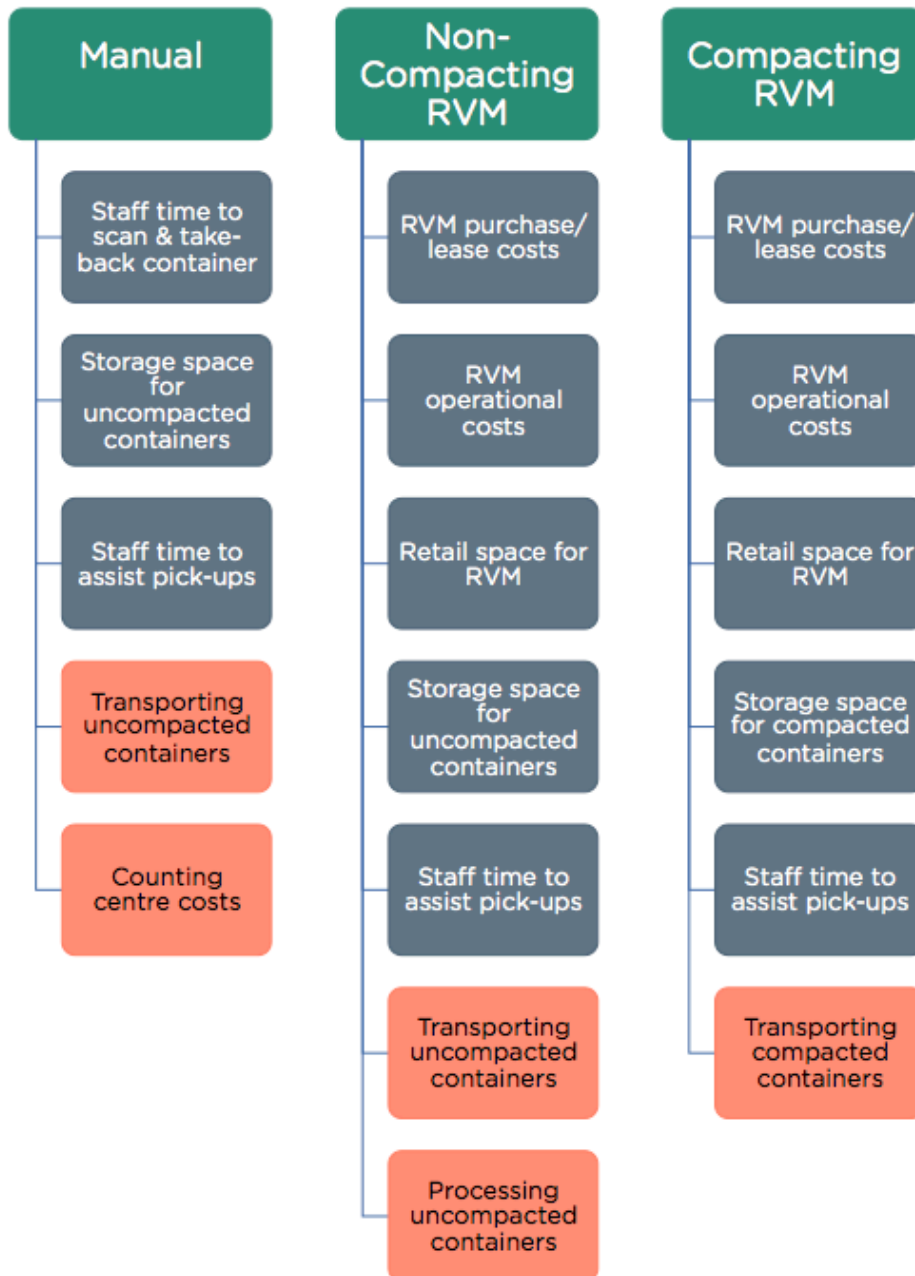 Manual
Staff time to
scan & take-
back container
Storage space
for
uncompacted
containers
Staff time to
assist pick-ups
Transporting
uncompacted
containers
Counting
centre costs
Non-
Compacting
RVM
RVM purchase/
lease costs
RVM
operational
costs
Retail space for
RVM
Storage space
for
uncompacted
containers
Staff time to
assist pick-ups
Transporting
uncompacted
containers
Processing
uncompacted
containers
Compacting
RVM
RVM purchase/
lease costs
RVM
operational
costs
Retail space for
RVM
Storage space
for compacted
containers
Staff time to
assist pick-ups
Transporting
compacted
containers